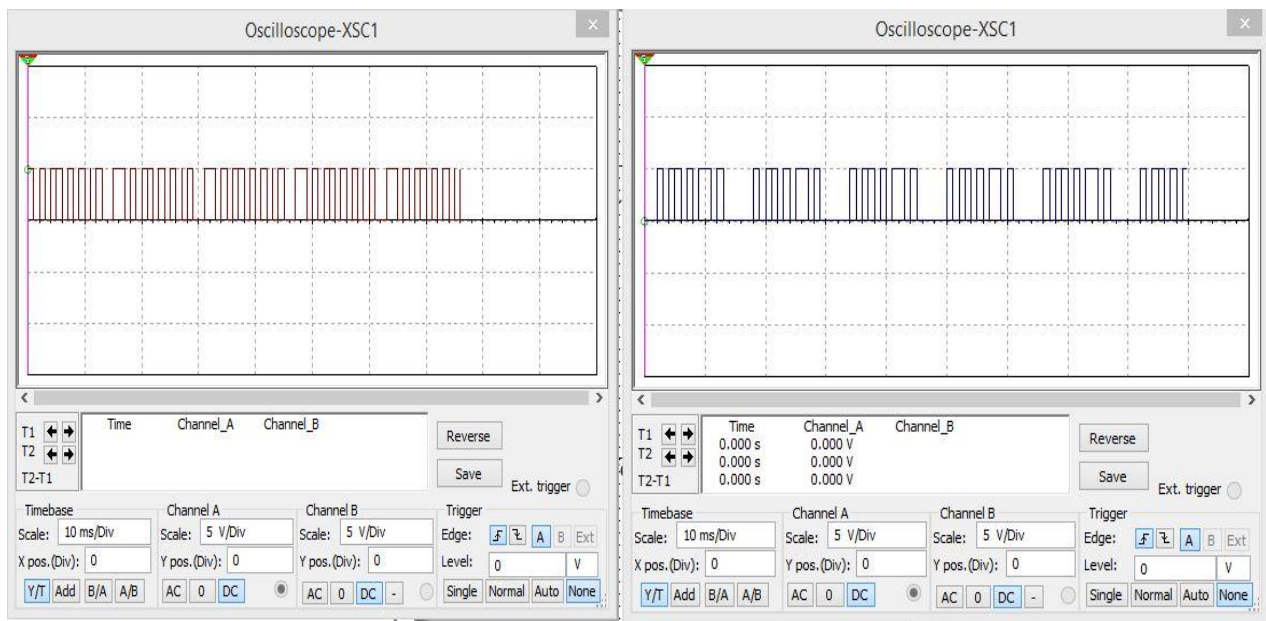 Oscilloscope-XSC1
x
T1
T2
T2-T1
Time Channel_A Channel_B
Reverse
Save
Ext. trigger
Timebase
Scale: 10 ms/Div
X pos.(Div): 0
Y/T Add B/A A/B
Channel A
Scale: 5 V/Div
Y pos.(Div): 0
AC 0 DC
Channel B
Scale: 5 V/Div
Y pos.(Div): 0
AC 0 DC -
Trigger
Edge: A B Ext
Level: 0 V
Single Normal Auto None
Oscilloscope-XSC1
x
T1
T2
T2-T1
Time Channel_A Channel_B
0.000 s 0.000 V
0.000 s 0.000 V
0.000 s 0.000 V
Reverse
Save
Ext. trigger
Timebase
Scale: 10 ms/Div
X pos.(Div): 0
Y/T Add B/A A/B
Channel A
Scale: 5 V/Div
Y pos.(Div): 0
AC 0 DC
Channel B
Scale: 5 V/Div
Y pos.(Div): 0
AC 0 DC -
Trigger
Edge: A B Ext
Level: 0 V
Single Normal Auto None